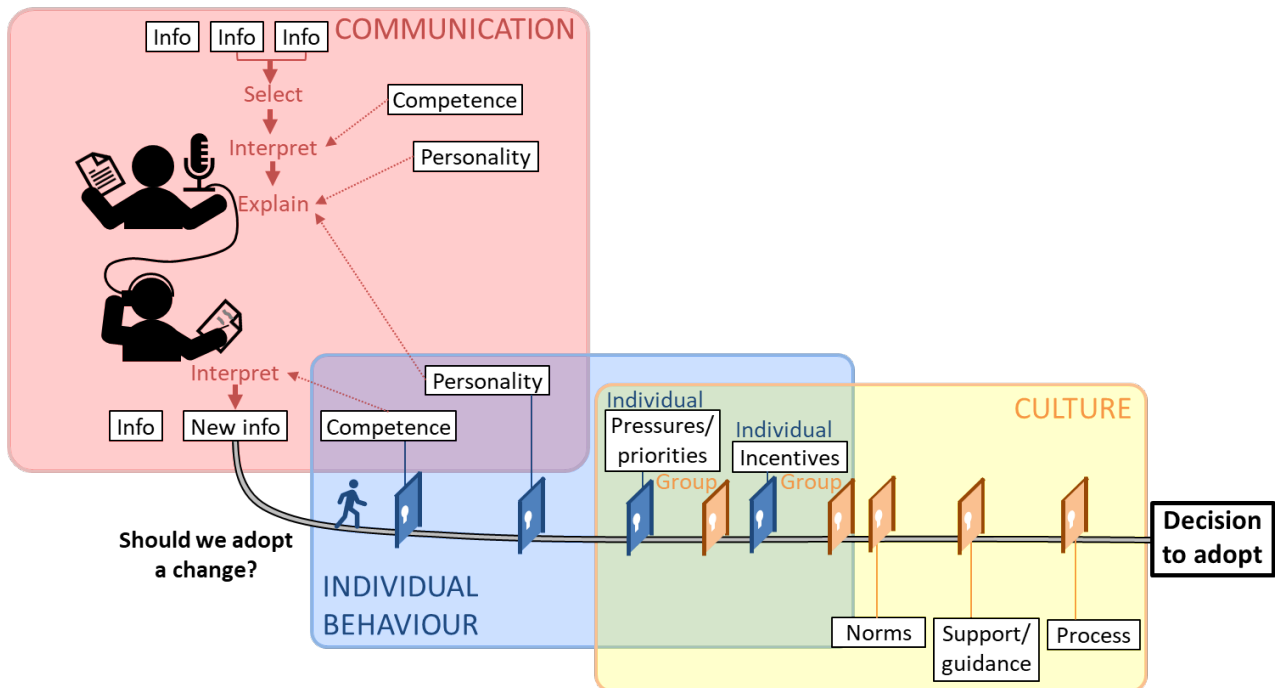 COMMUNICATION
Info
Info
Info
Select
Competence
Interpret
Personality
Explain
Interpret
Personality
Info
New info
Competence
Individual
Pressures/
priorities
Group
Individual
Incentives
Group
CULTURE
Should we adopt
a change?
Decision
to adopt
INDIVIDUAL
BEHAVIOUR
Norms
Support/
guidance
Process